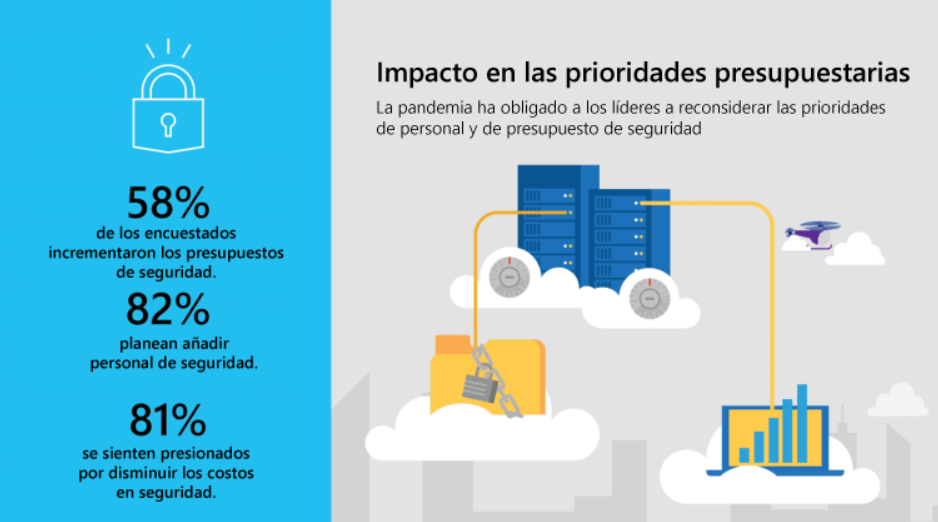 58%
de los encuestados
incrementaron los presupuestos
de seguridad.
82%
planean añadir
personal de seguridad.
81%
se sienten presionados
por disminuir los costos
en seguridad.
Impacto en las prioridades presupuestarias
La pandemia ha obligado a los líderes a reconsiderar las prioridades
de personal y de presupuesto de seguridad